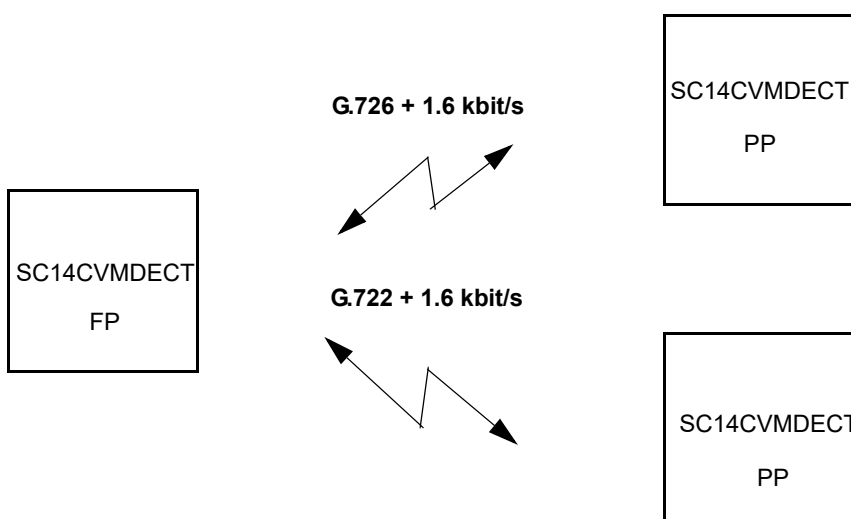 G.726 + 1.6 kbit/s
SC14CVMDECT
PP
SC14CVMDECT
FP
G.722 + 1.6 kbit/s
SC14CVMDECT
PP